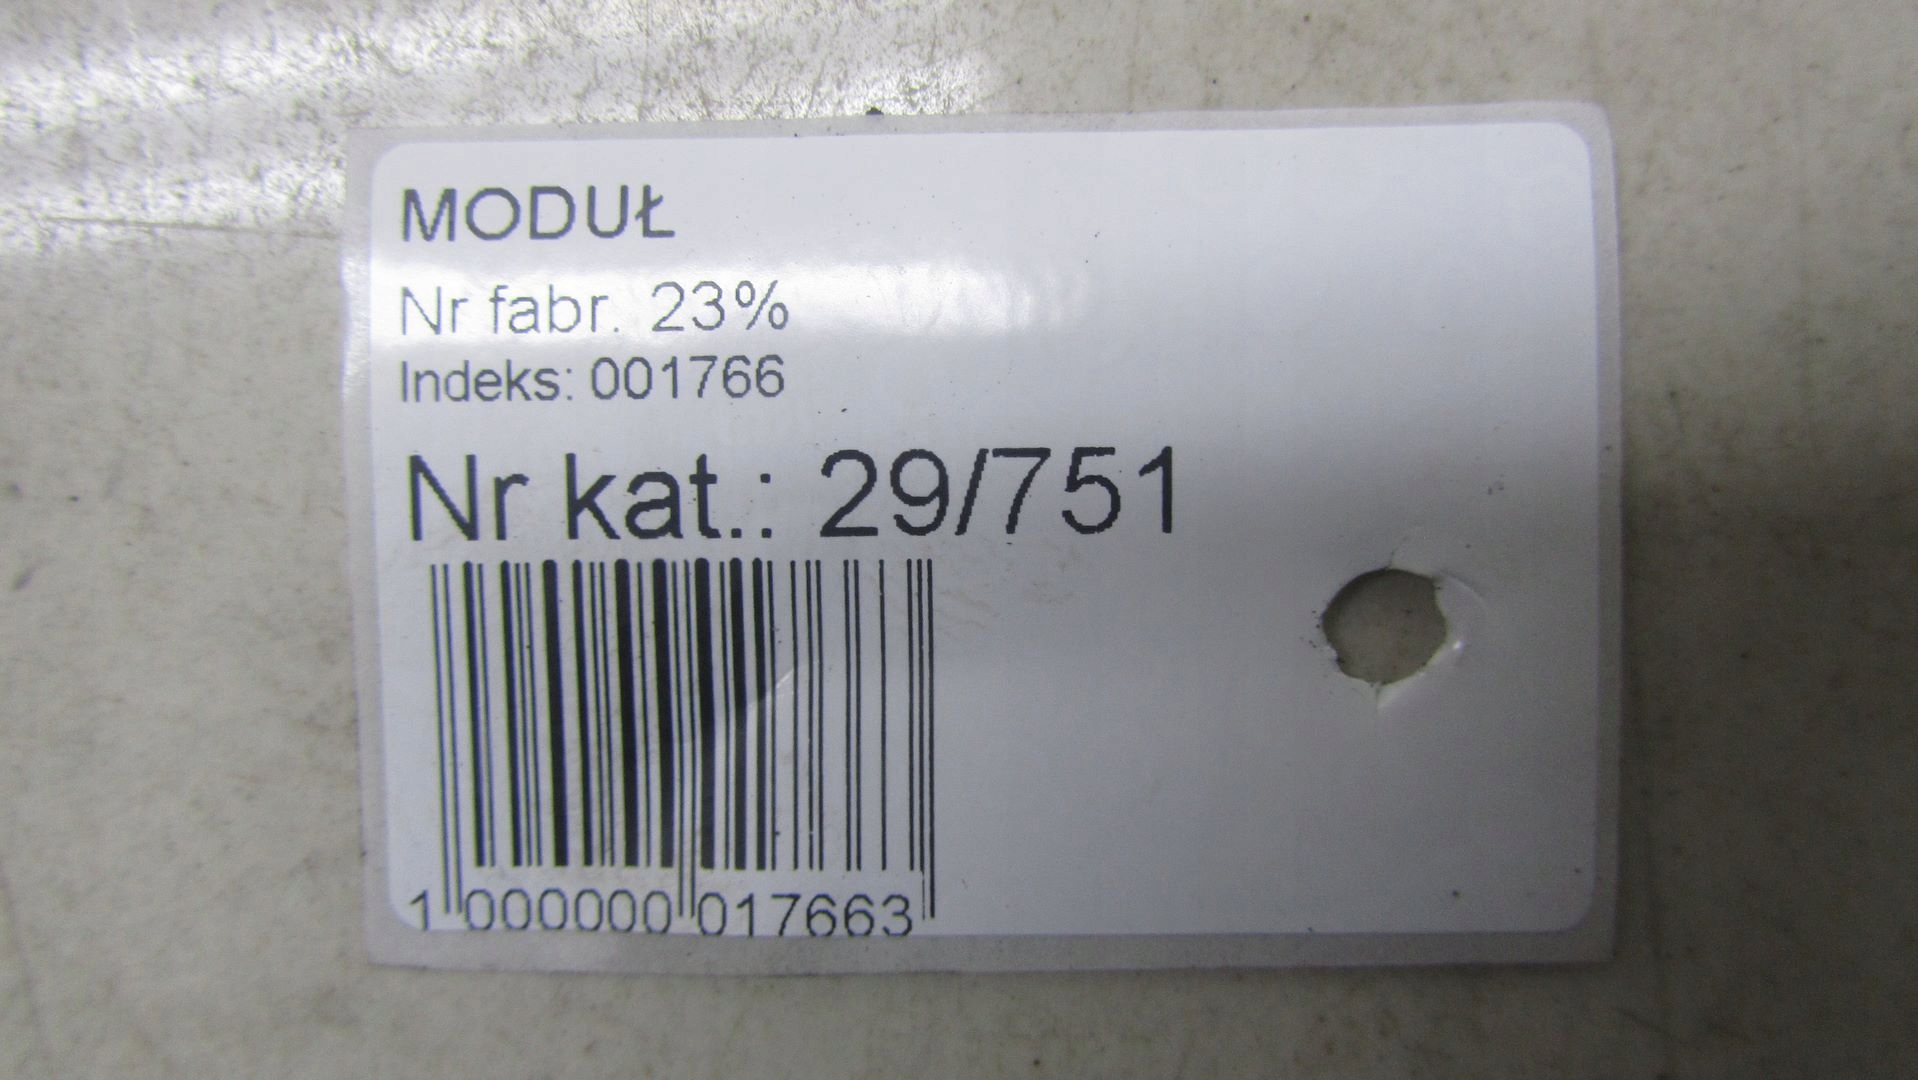 MODUŁ
Nr fabr. 23%
Indeks: 001766
Nr kat.: 29/751
1 000000 017663